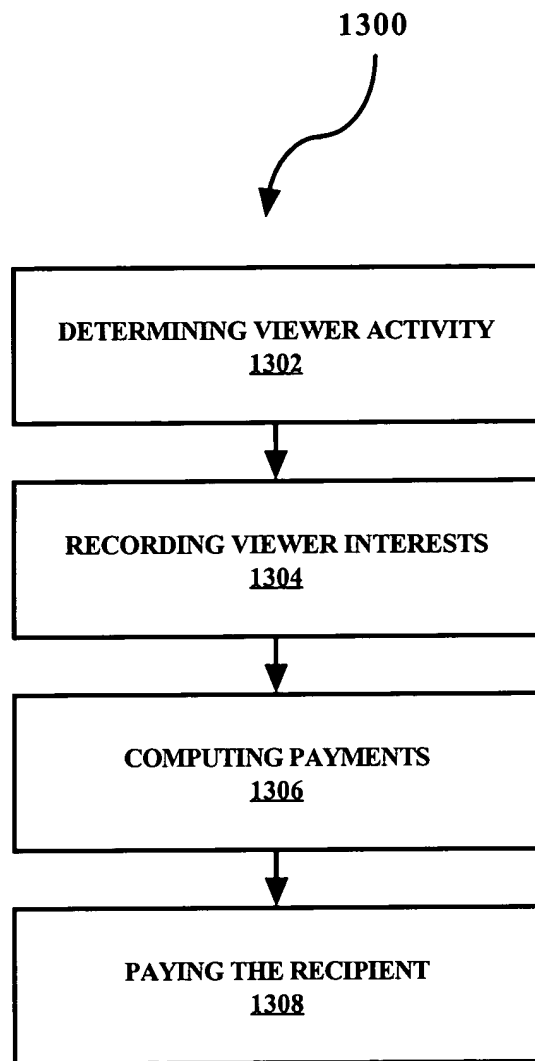 1300
DETERMINING VIEWER ACTIVITY
1302
RECORDING VIEWER INTERESTS
1304
COMPUTING PAYMENTS
1306
PAYING THE RECIPIENT
1308